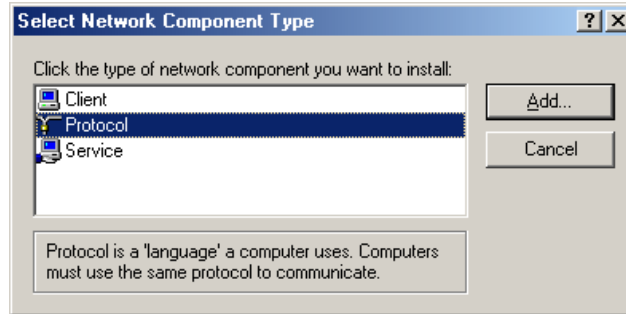 Select Network Component Type
Click the type of network component you want to install:
Client
Add...
Protocol
Service
Cancel
Protocol is a 'language' a computer uses. Computers
must use the same protocol to communicate.